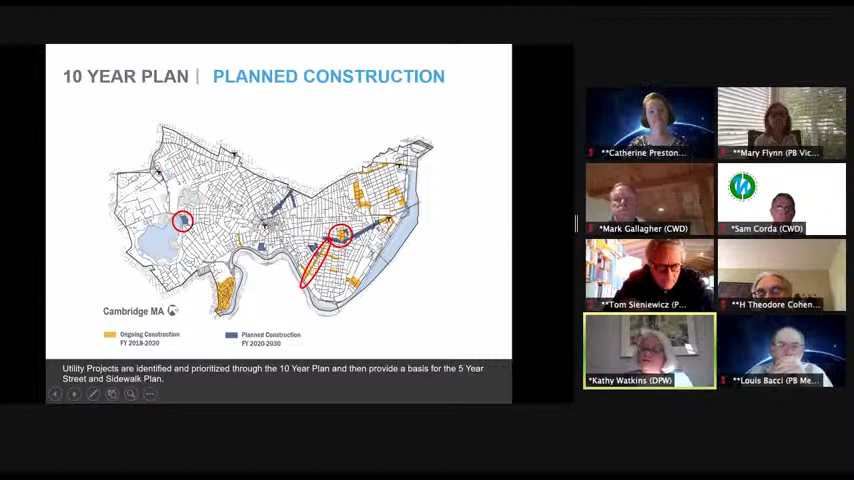 10 YEAR PLAN | PLANNED CONSTRUCTION
Cambridge MA
Ongoing Construction
FY 2018-2020
Planned Construction
FY 2020-2030
Utility Projects are identified and prioritized through the 10 Year Plan and then provide a basis for the 5 Year
Street and Sidewalk Plan.
**Catherine Preston...
**Mary Flynn (PB Vic...
**Mark Gallagher (CWD)
*Sam Corda (CWD)
**Tom Sieniewicz (P...
**H Theodore Cohen...
*Kathy Watkins (DPW)
**Louis Bacci (PB Me...